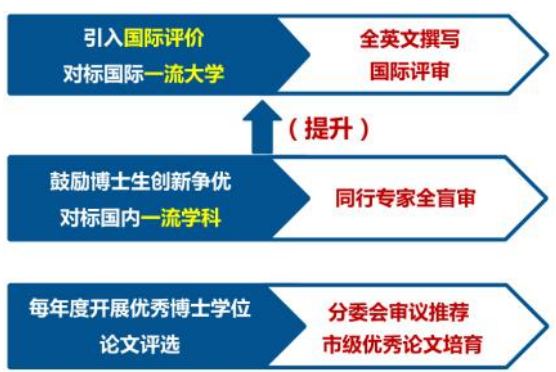 引入国际评价
对标国际一流大学
全英文撰写
国际评审
（提升）
鼓励博士生创新争优
对标国内一流学科
同行专家全盲审
每年度开展优秀博士学位
论文评选
分委会审议推荐
市级优秀论文培育